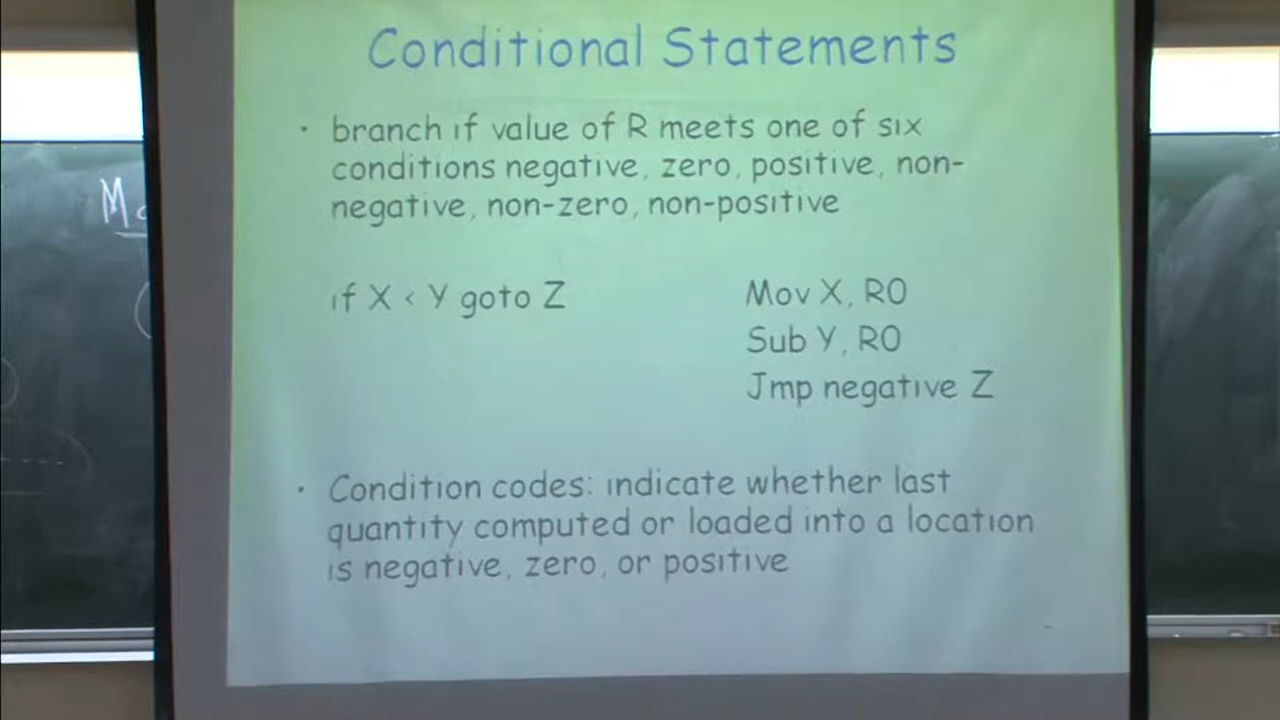 Conditional Statements
• branch if value of R meets one of six
conditions negative, zero, positive, non-
negative, non-zero, non-positive
if X < Y goto Z
Mov X, R0
Sub Y, R0
Jmp negative Z
• Condition codes: indicate whether last
quantity computed or loaded into a location
is negative, zero, or positive